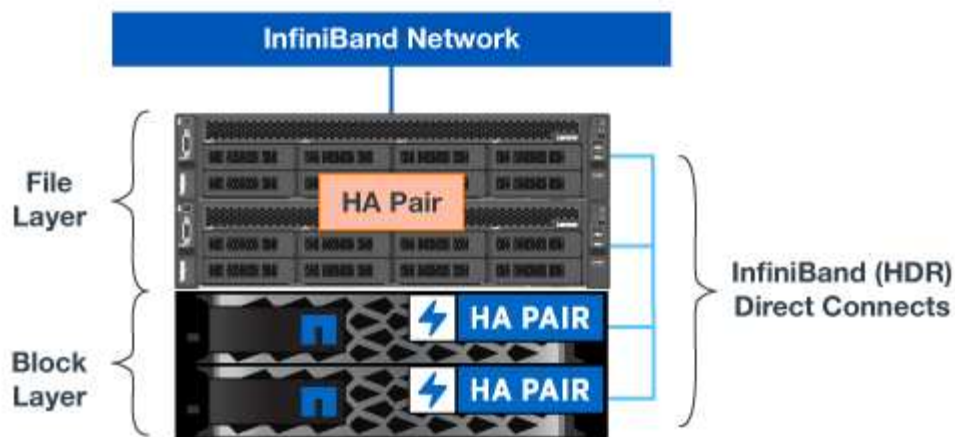 InfiniBand Network
File
Layer
HA Pair
InfiniBand (HDR)
Direct Connects
HA PAIR
Block
Layer
HA PAIR